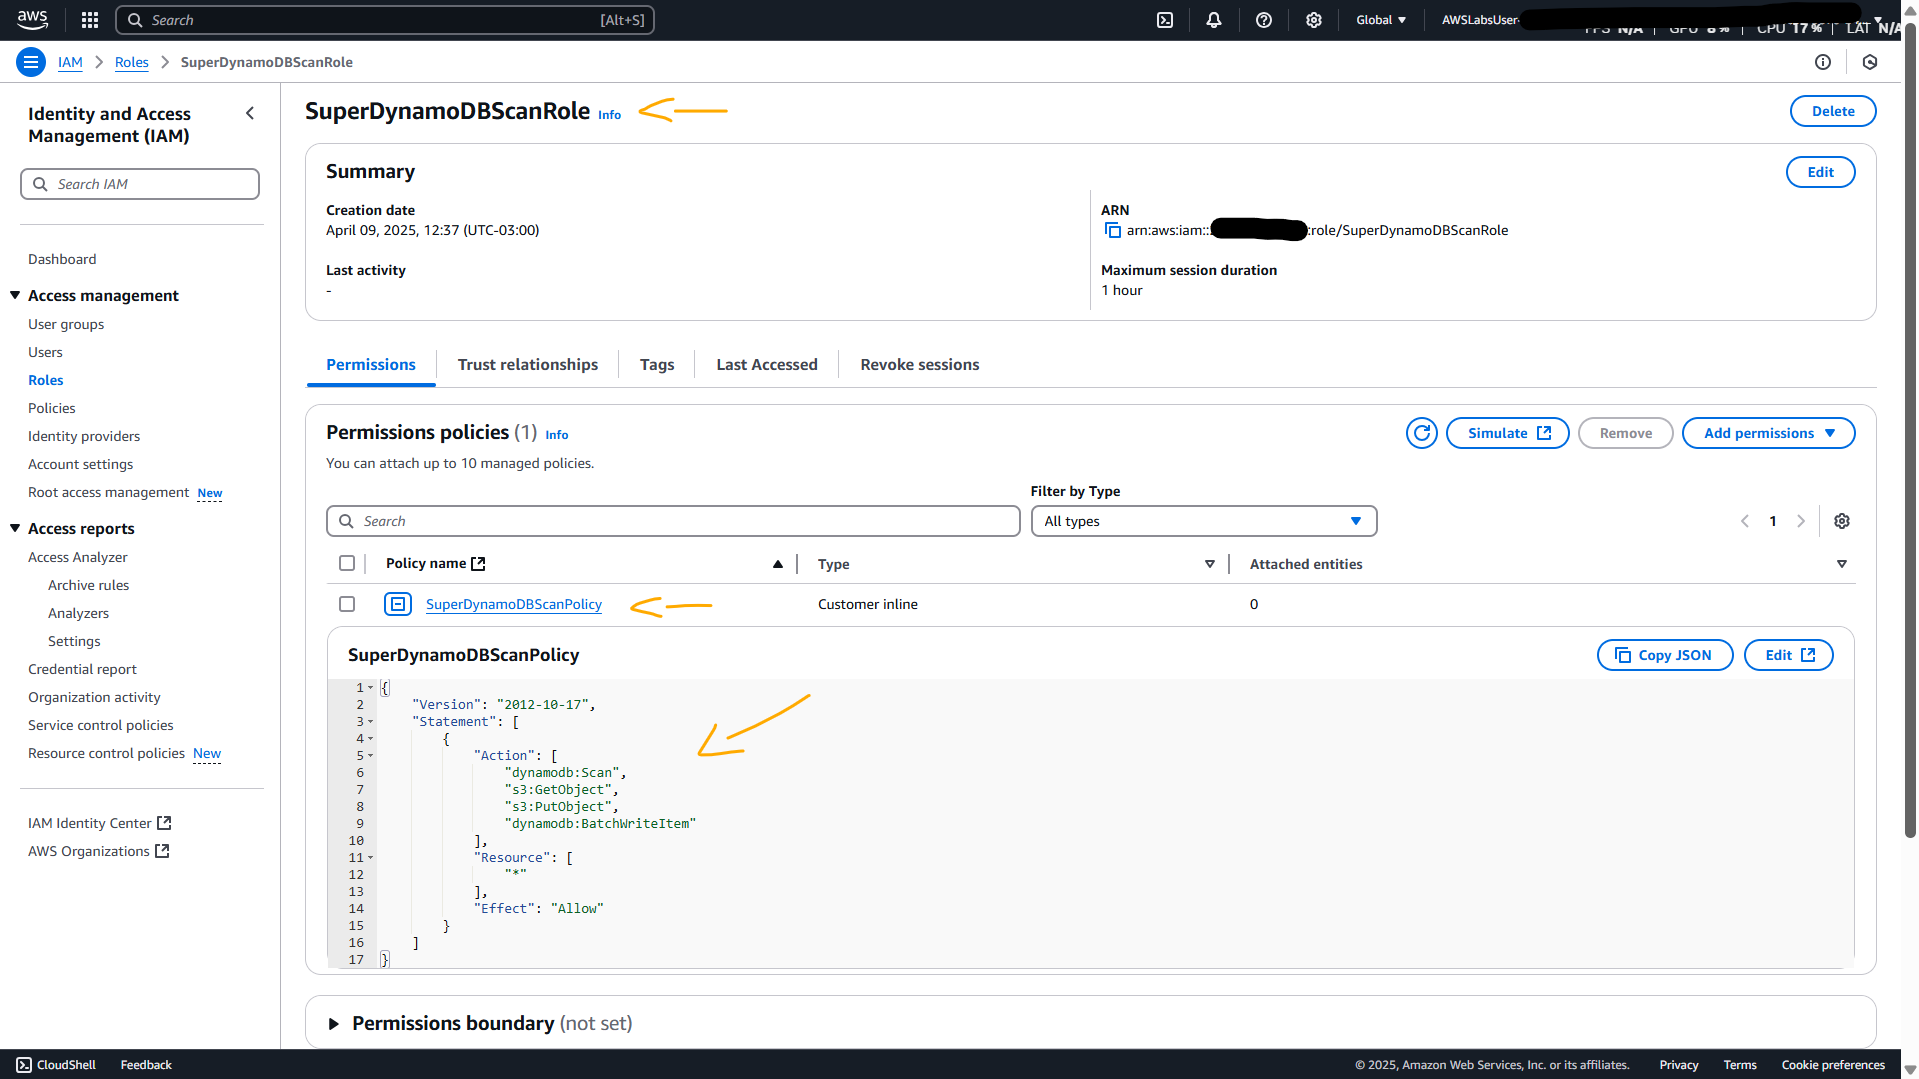 aws
Search [Alt+S]
Global
AWSLabsUser-
CPU 17 %
LAT N/A
IAM > Roles > SuperDynamoDBScanRole
Identity and Access Management (IAM)
Search IAM
Dashboard
Access management
User groups
Users
Roles
Policies
Identity providers
Account settings
Root access management New
Access reports
Access Analyzer
Archive rules
Analyzers
Settings
Credential report
Organization activity
Service control policies
Resource control policies New
IAM Identity Center
AWS Organizations
SuperDynamoDBScanRole Info
Delete
Summary
Edit
Creation date
April 09, 2025, 12:37 (UTC-03:00)
ARN
arn:aws:iam:: :role/SuperDynamoDBScanRole
Last activity
-
Maximum session duration
1 hour
Permissions
Trust relationships
Tags
Last Accessed
Revoke sessions
Permissions policies (1) Info
You can attach up to 10 managed policies.
Simulate
Remove
Add permissions
Filter by Type
Search
All types
1
Policy name
Type
Attached entities
SuperDynamoDBScanPolicy
Customer inline
0
SuperDynamoDBScanPolicy
Copy JSON
Edit
1 {
2 "Version": "2012-10-17",
3 "Statement": [
4 {
5 "Action": [
6 "dynamodb:Scan",
7 "s3:GetObject",
8 "s3:PutObject",
9 "dynamodb:BatchWriteItem"
10 ],
11 "Resource": [
12 "*"
13 ],
14 "Effect": "Allow"
15 }
16 ]
17 }
Permissions boundary (not set)
CloudShell
Feedback
© 2025, Amazon Web Services, Inc. or its affiliates.
Privacy
Terms
Cookie preferences